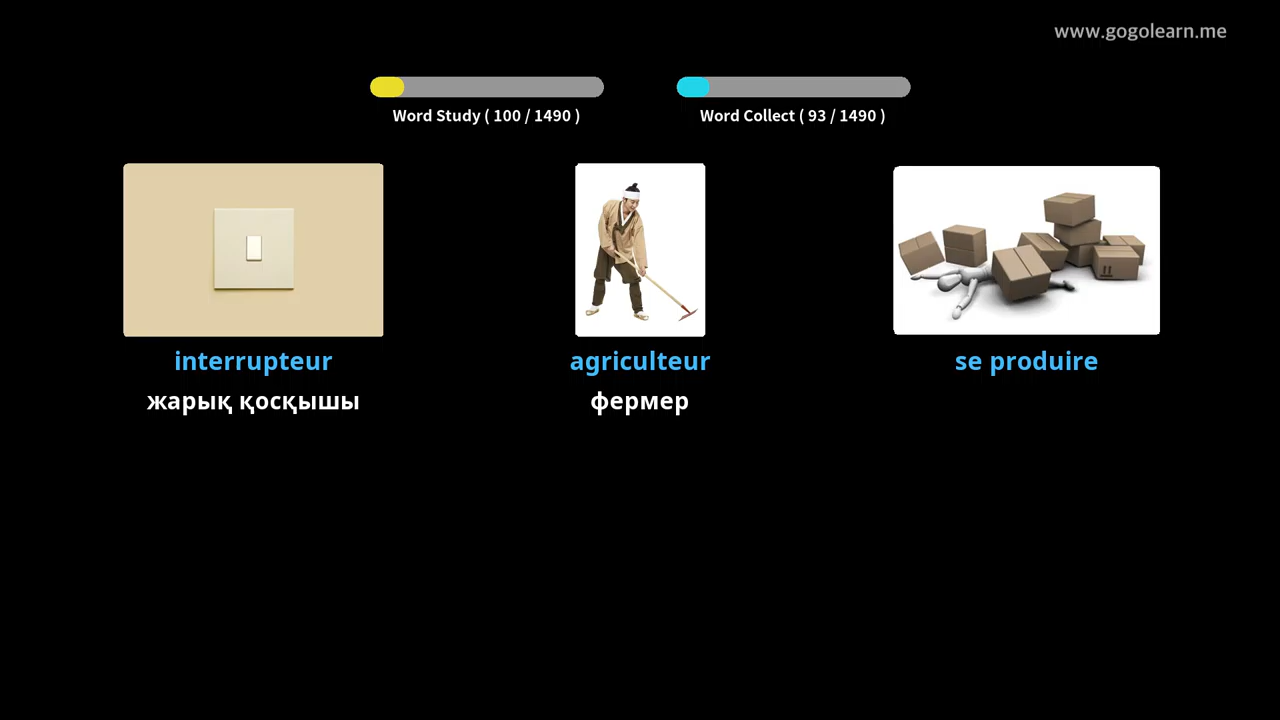 www.gogolearn.me
Word Study ( 100 / 1490 )
Word Collect ( 93 / 1490 )
interrupteur
жарық қосқышы
agriculteur
фермер
se produire